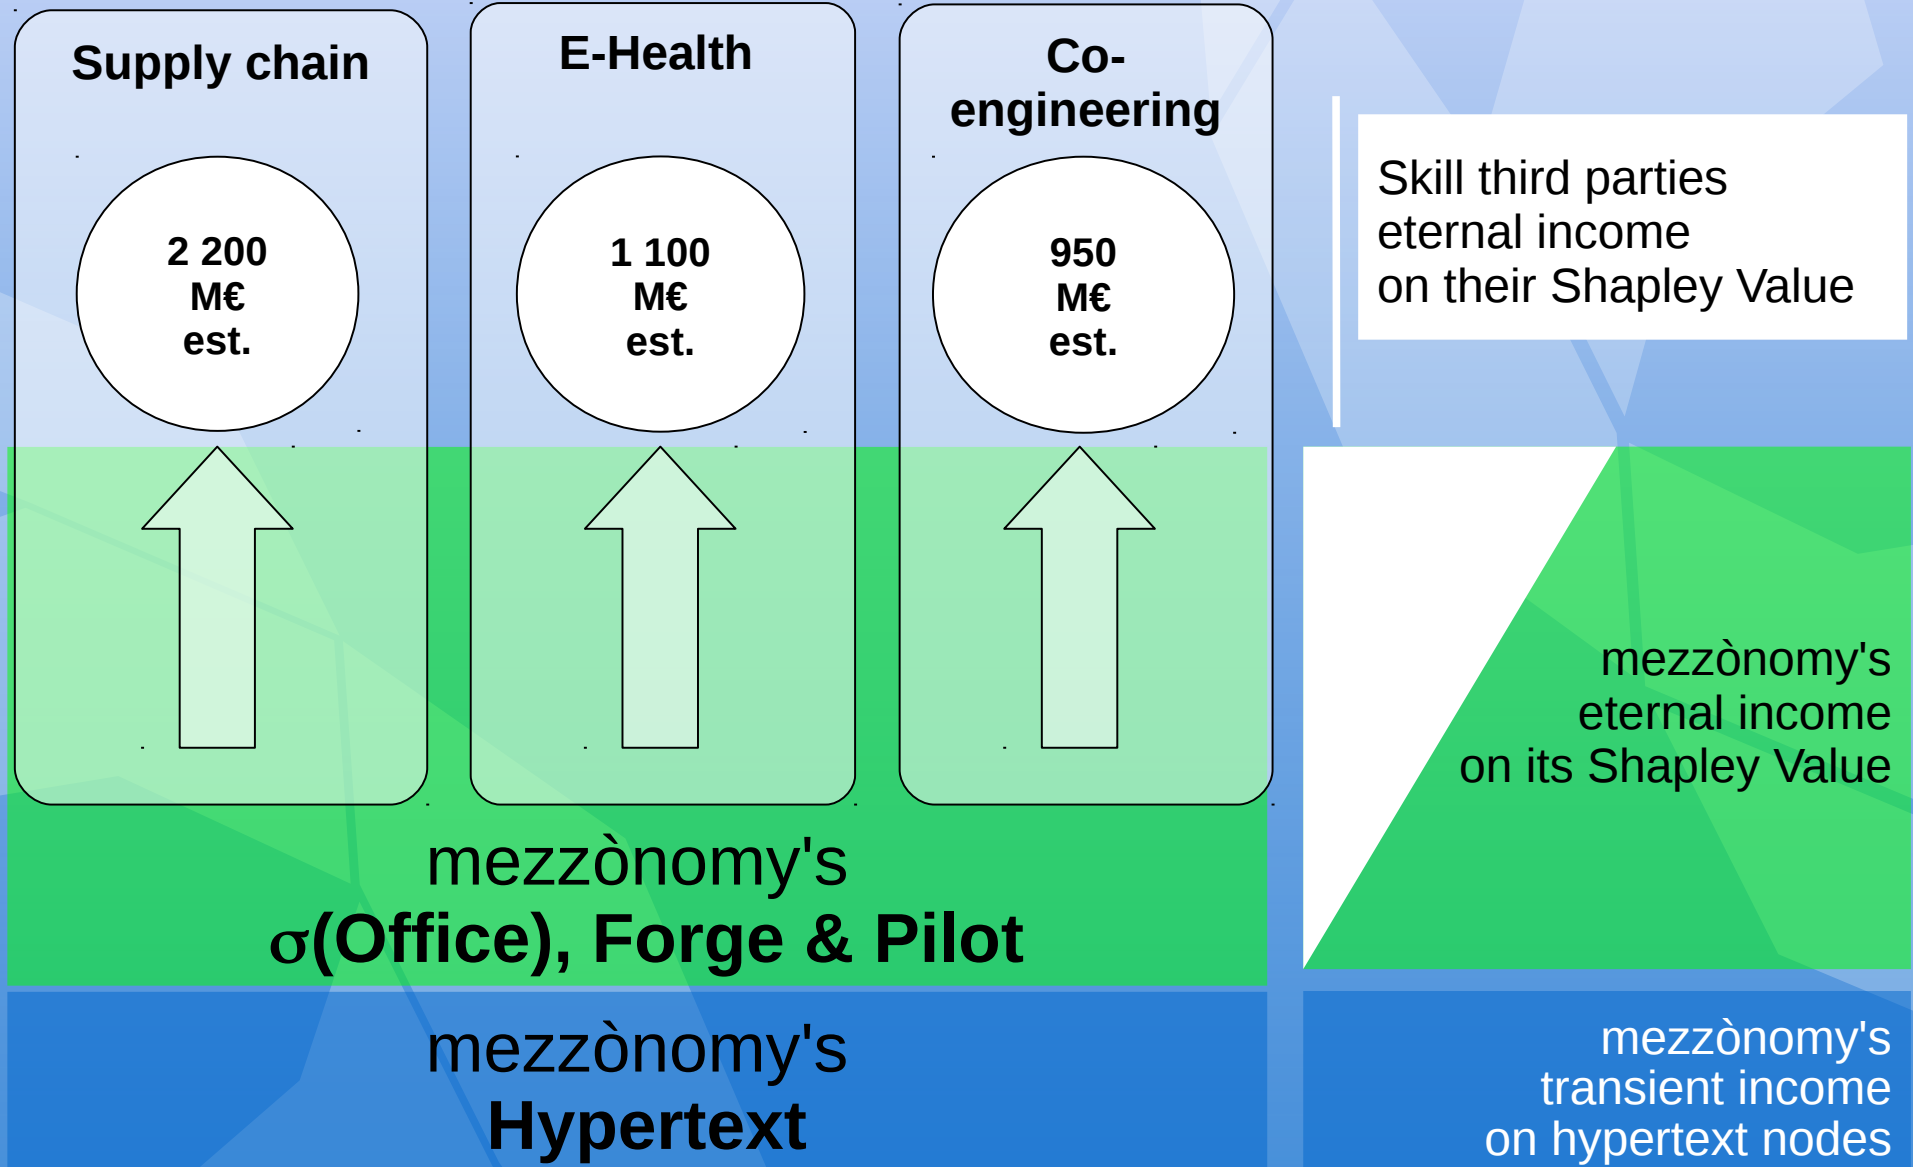 Supply chain
2 200
M€
est.
E-Health
1 100
M€
est.
Co-
engineering
950
M€
est.
Skill third parties
eternal income
on their Shapley Value
mezzònomy's
eternal income
on its Shapley Value
mezzònomy's
σ(Office), Forge & Pilot
mezzònomy's
Hypertext
mezzònomy's
transient income
on hypertext nodes